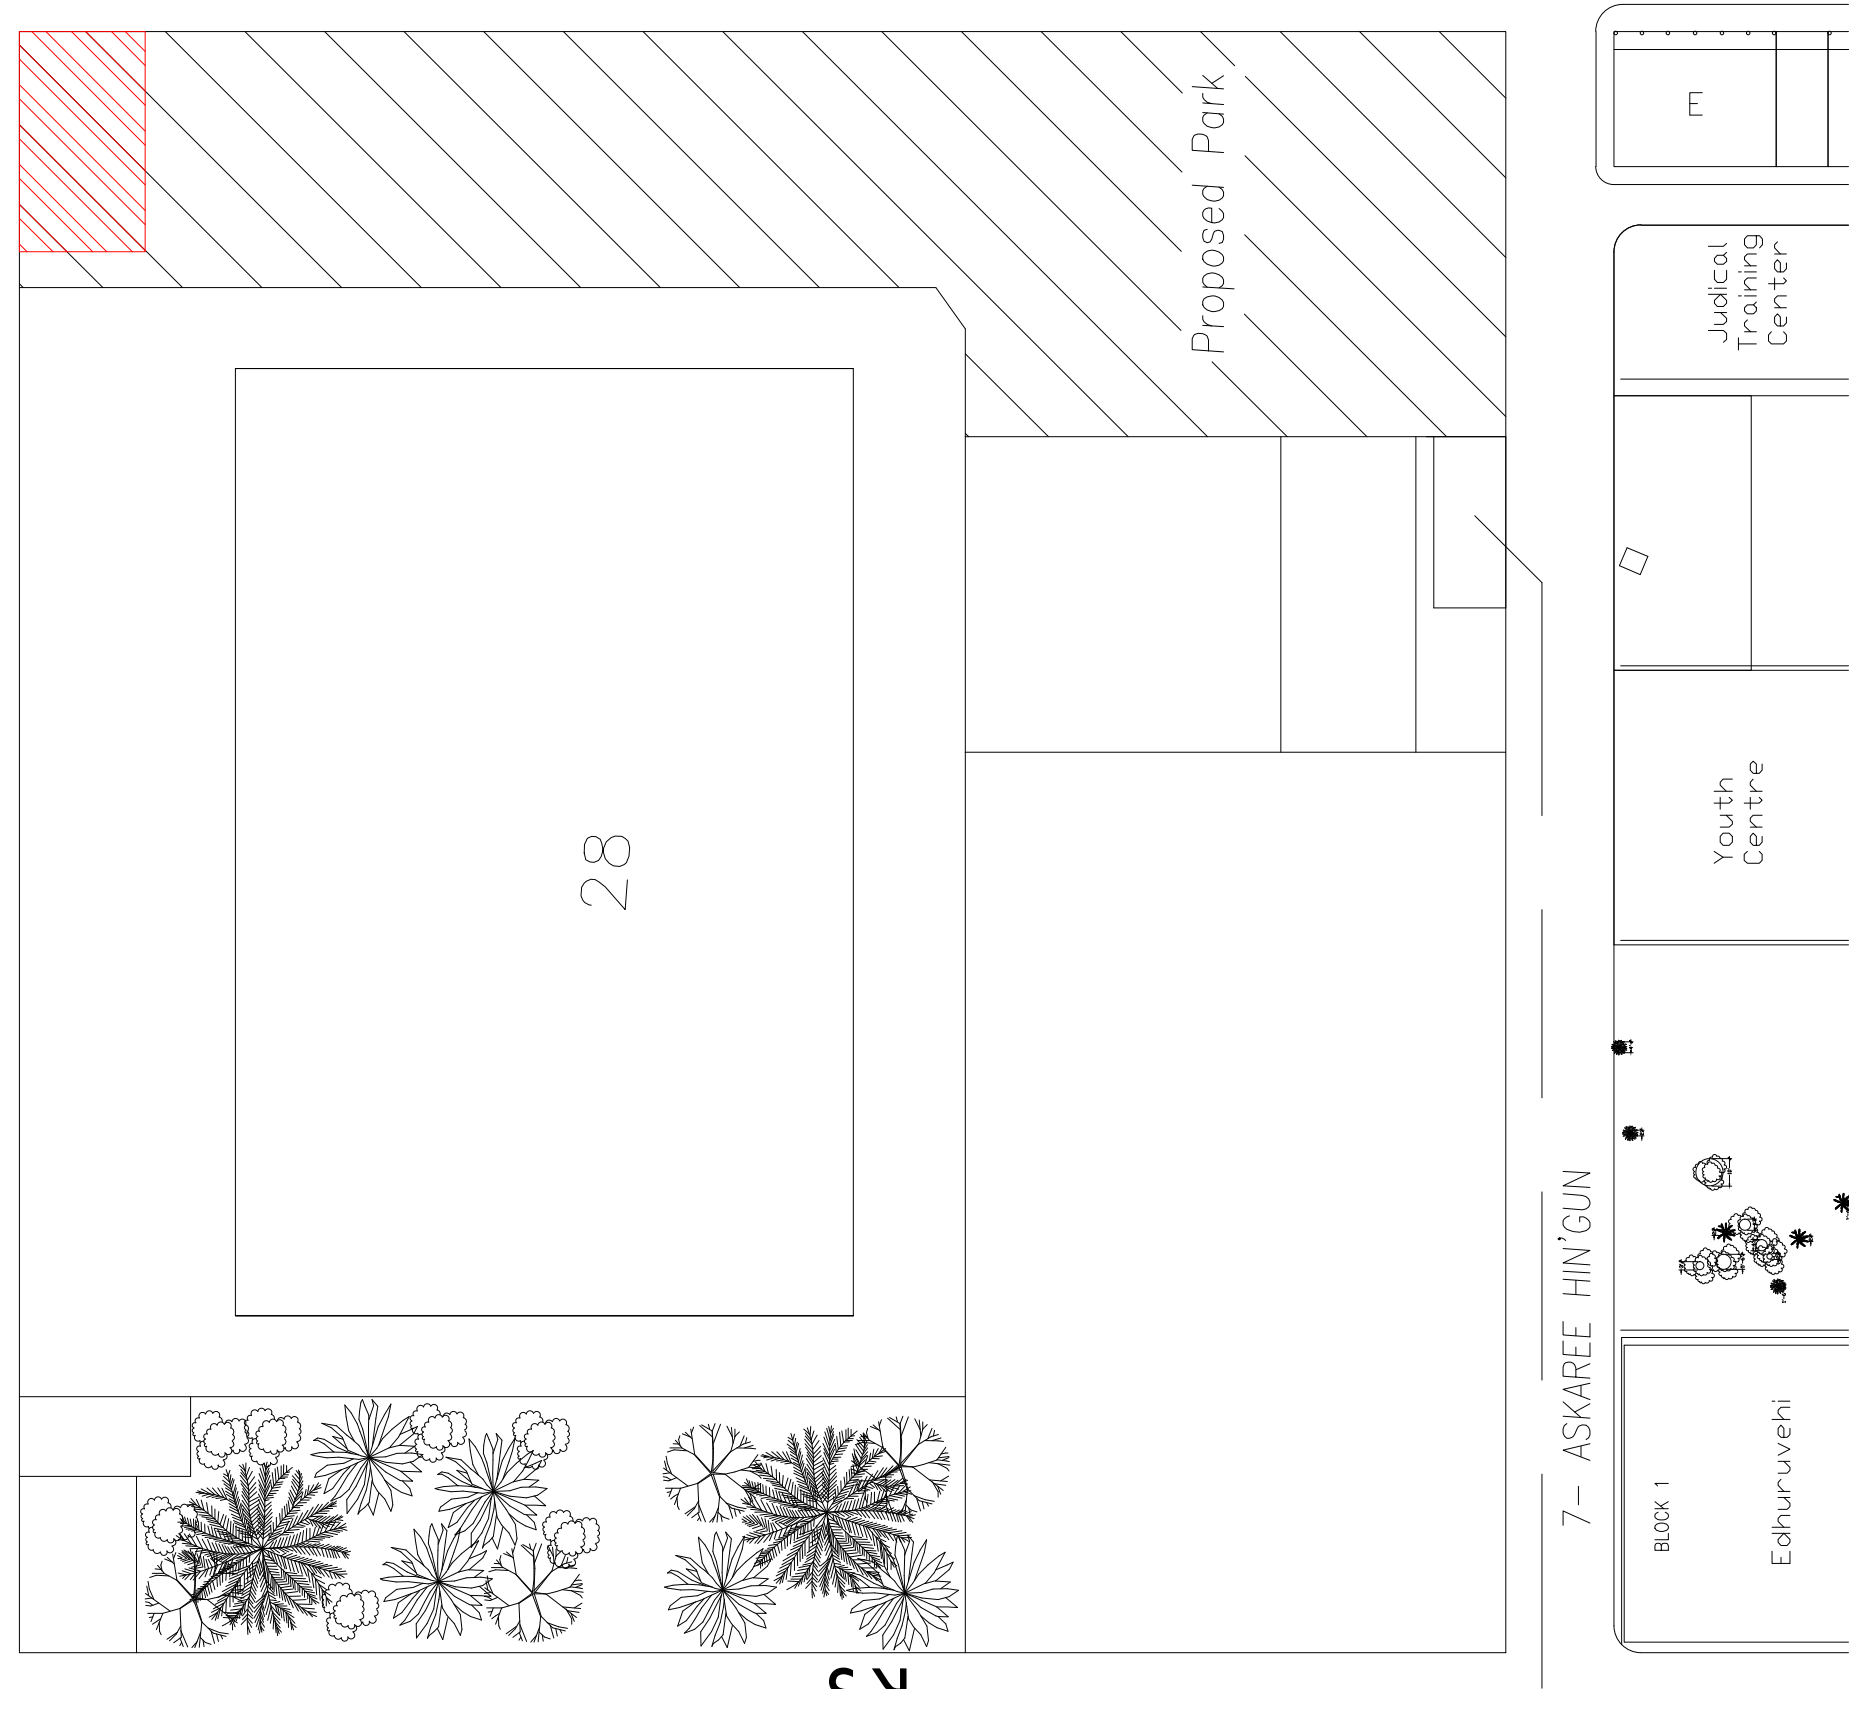 Proposed Park
E
Judical
Training
Center
28
Youth
Centre
7- ASKAREE HIN'GUN
BLOCK 1
Edhuruvehi